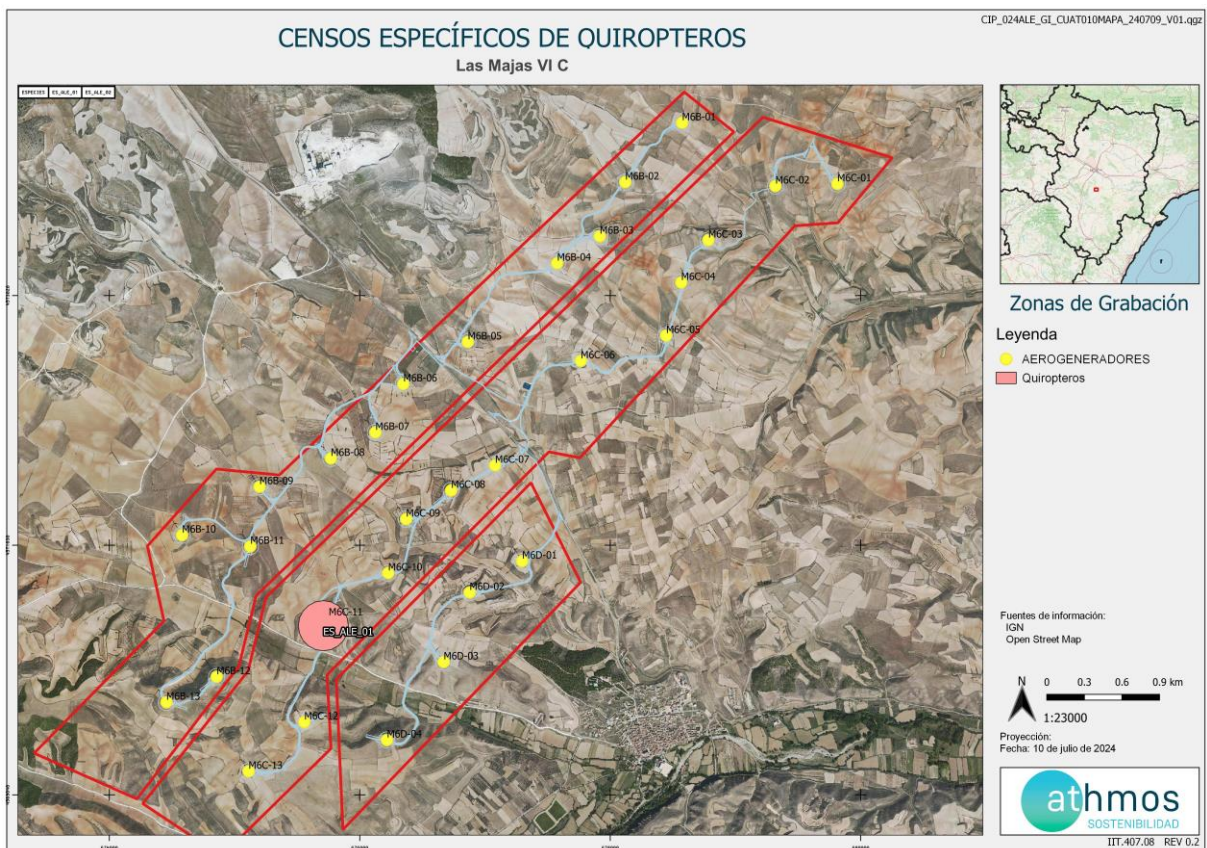 CIP_024ALE_GI_CUAT010MAPA_240709_V01.qgz
CENSOS ESPECÍFICOS DE QUIROPTEROS
Las Majas VI C
ESPECIES ES_ALE_01 ES_ALE_02
M6B-01
M6B-02
M6C-02
M6C-01
M6B-03
M6C-03
M6B-04
M6C-04
M6B-05
M6C-05
M6C-06
M6B-06
M6B-07
M6B-08
M6C-07
M6B-09
M6C-08
M6C-09
M6B-10
M6B-11
M6D-01
M6C-10
M6D-02
M6C-11
ES_ALE_01
M6D-03
M6B-12
M6B-13
M6C-12
M6D-04
M6C-13
Zonas de Grabación
Leyenda
AEROGENERADORES
Quiropteros
Fuentes de información:
IGN
Open Street Map
N
0 0.3 0.6 0.9 km
1:23000
Proyección:
Fecha: 10 de julio de 2024
athmos
SOSTENIBILIDAD
IIT.407.08 REV 0.2